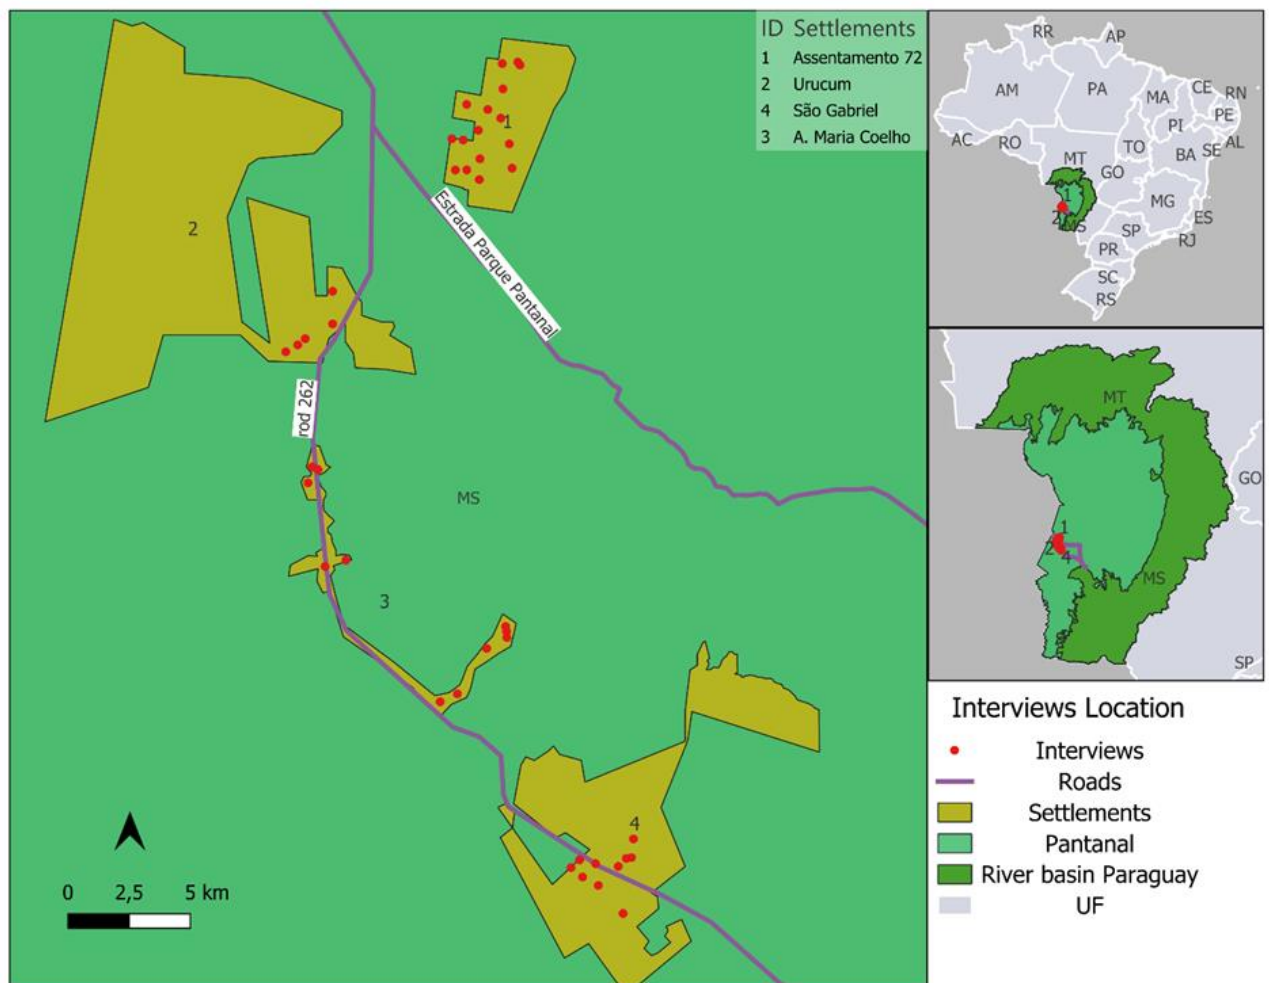 ID Settlements
1 Assentamento 72
2 Urucum
4 São Gabriel
3 A. Maria Coelho
1
2
Estrada Parque Pantanal
rod 262
MS
3
4
0 2,5 5 km
RR
AP
AM
PA
MA
CE
RN
PI
PE
AC
RO
TO
AL
SE
BA
MT
GO
1
MG
2
MS
ES
SP
RJ
PR
SC
RS
MT
GO
1
2
4
MS
SP
Interviews Location
Interviews
Roads
Settlements
Pantanal
River basin Paraguay
UF